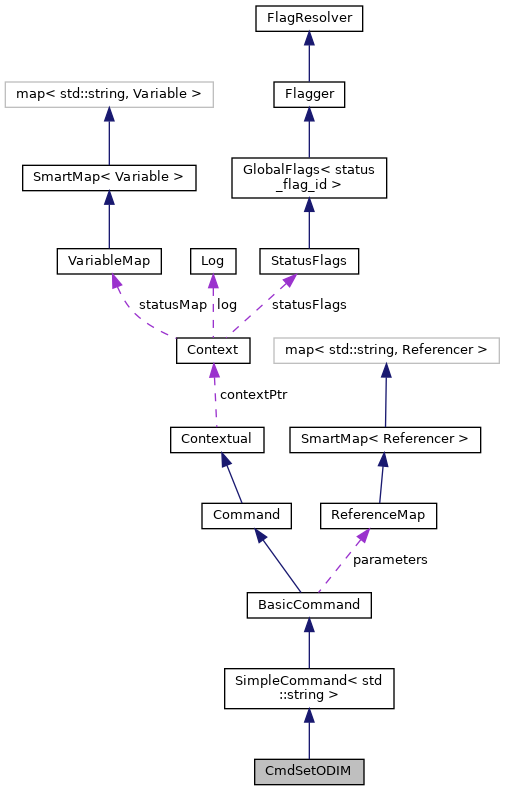 FlagResolver
map< std::string, Variable >
Flagger
SmartMap< Variable >
GlobalFlags< status
_flag_id >
VariableMap
Log
StatusFlags
statusMap
log
statusFlags
Context
map< std::string, Referencer >
contextPtr
Contextual
SmartMap< Referencer >
Command
ReferenceMap
parameters
BasicCommand
SimpleCommand< std
::string >
CmdSetODIM